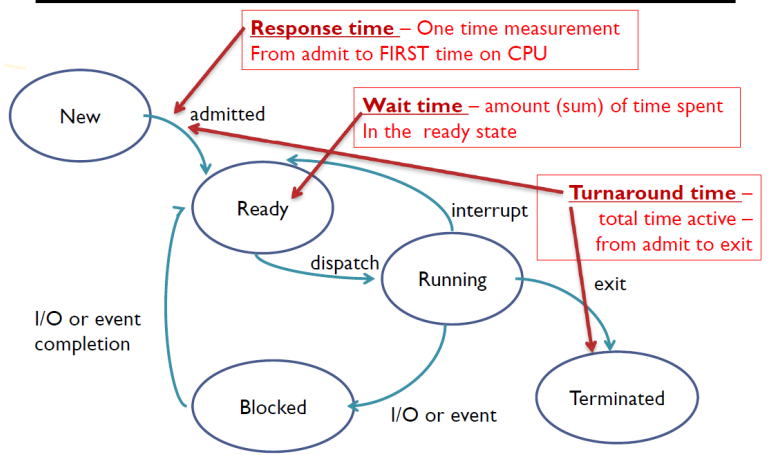 Response time – One time measurement
From admit to FIRST time on CPU
New
admitted
Wait time – amount (sum) of time spent
In the ready state
Ready
interrupt
Turnaround time –
total time active –
from admit to exit
dispatch
Running
exit
I/O or event
completion
Blocked
I/O or event
Terminated